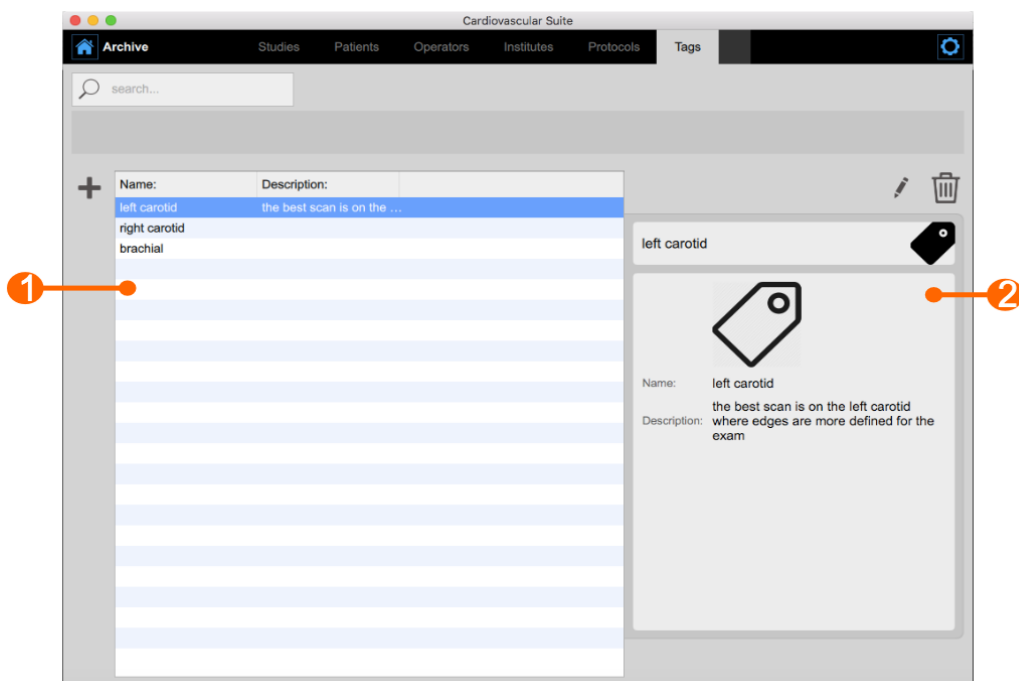 Cardiovascular Suite
Archive Studies Patients Operators Institutes Protocols Tags
search...
Name: Description:
left carotid the best scan is on the ...
right carotid
brachial
left carotid
1
2
Name: left carotid
Description: the best scan is on the left carotid
where edges are more defined for the
exam